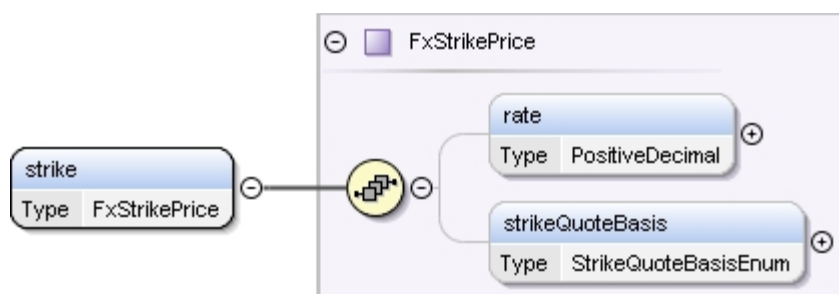 FxStrikePrice
rate
Type PositiveDecimal
strike
Type FxStrikePrice
strikeQuoteBasis
Type StrikeQuoteBasisEnum